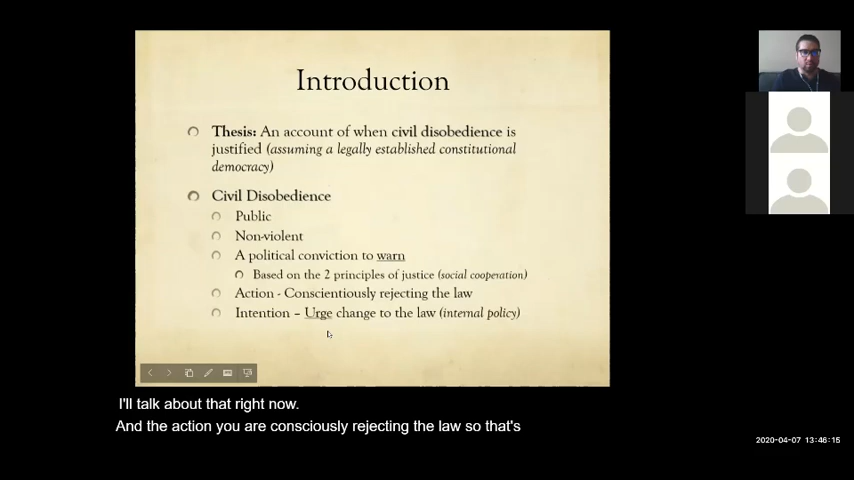 Introduction
Thesis: An account of when civil disobedience is
justified (assuming a legally established constitutional
democracy)
Civil Disobedience
Public
Non-violent
A political conviction to warn
Based on the 2 principles of justice (social cooperation)
Action - Conscientiously rejecting the law
Intention – Urge change to the law (internal policy)
I'll talk about that right now.
And the action you are consciously rejecting the law so that's
2020-04-07 13:46:15